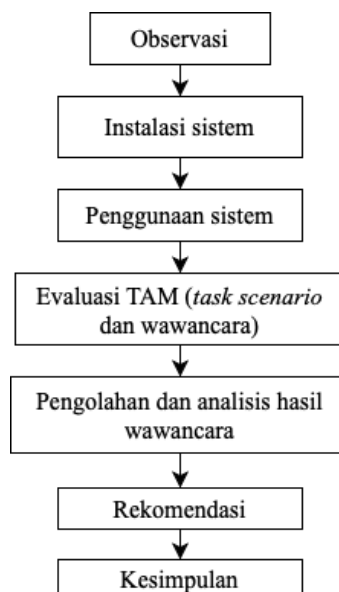 Observasi
Instalasi sistem
Penggunaan sistem
Evaluasi TAM (task scenario
dan wawancara)
Pengolahan dan analisis hasil
wawancara
Rekomendasi
Kesimpulan